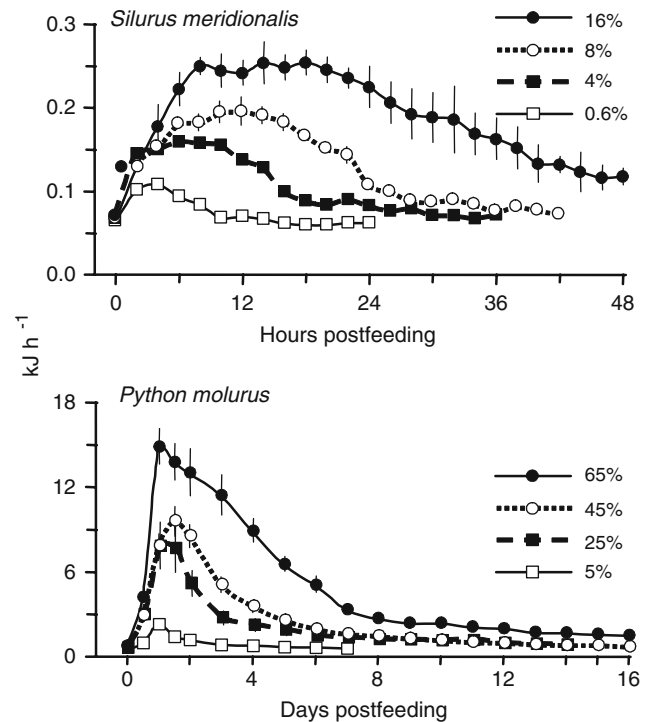 Silurus meridionalis
16%
8%
4%
0.6%
0.3
0.2
0.1
0.0
0 12 24 36 48
Hours postfeeding
kJ h -1
Python molurus
65%
45%
25%
5%
18
12
6
0
0 4 8 12 16
Days postfeeding